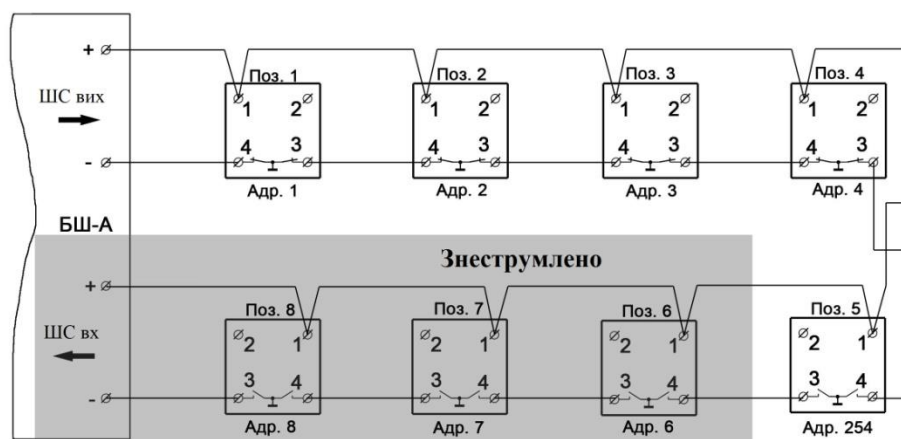 +
Поз. 1 Поз. 2 Поз. 3 Поз. 4
ШС вих
1 2 1 2 1 2 1 2
4 3 4 3 4 3 4 3
-
Адр. 1 Адр. 2 Адр. 3 Адр. 4
БШ-А
Знеструмлено
+
Поз. 8 Поз. 7 Поз. 6 Поз. 5
ШС вх
2 1 2 1 2 1 2 1
3 4 3 4 3 4 3 4
-
Адр. 8 Адр. 7 Адр. 6 Адр. 254